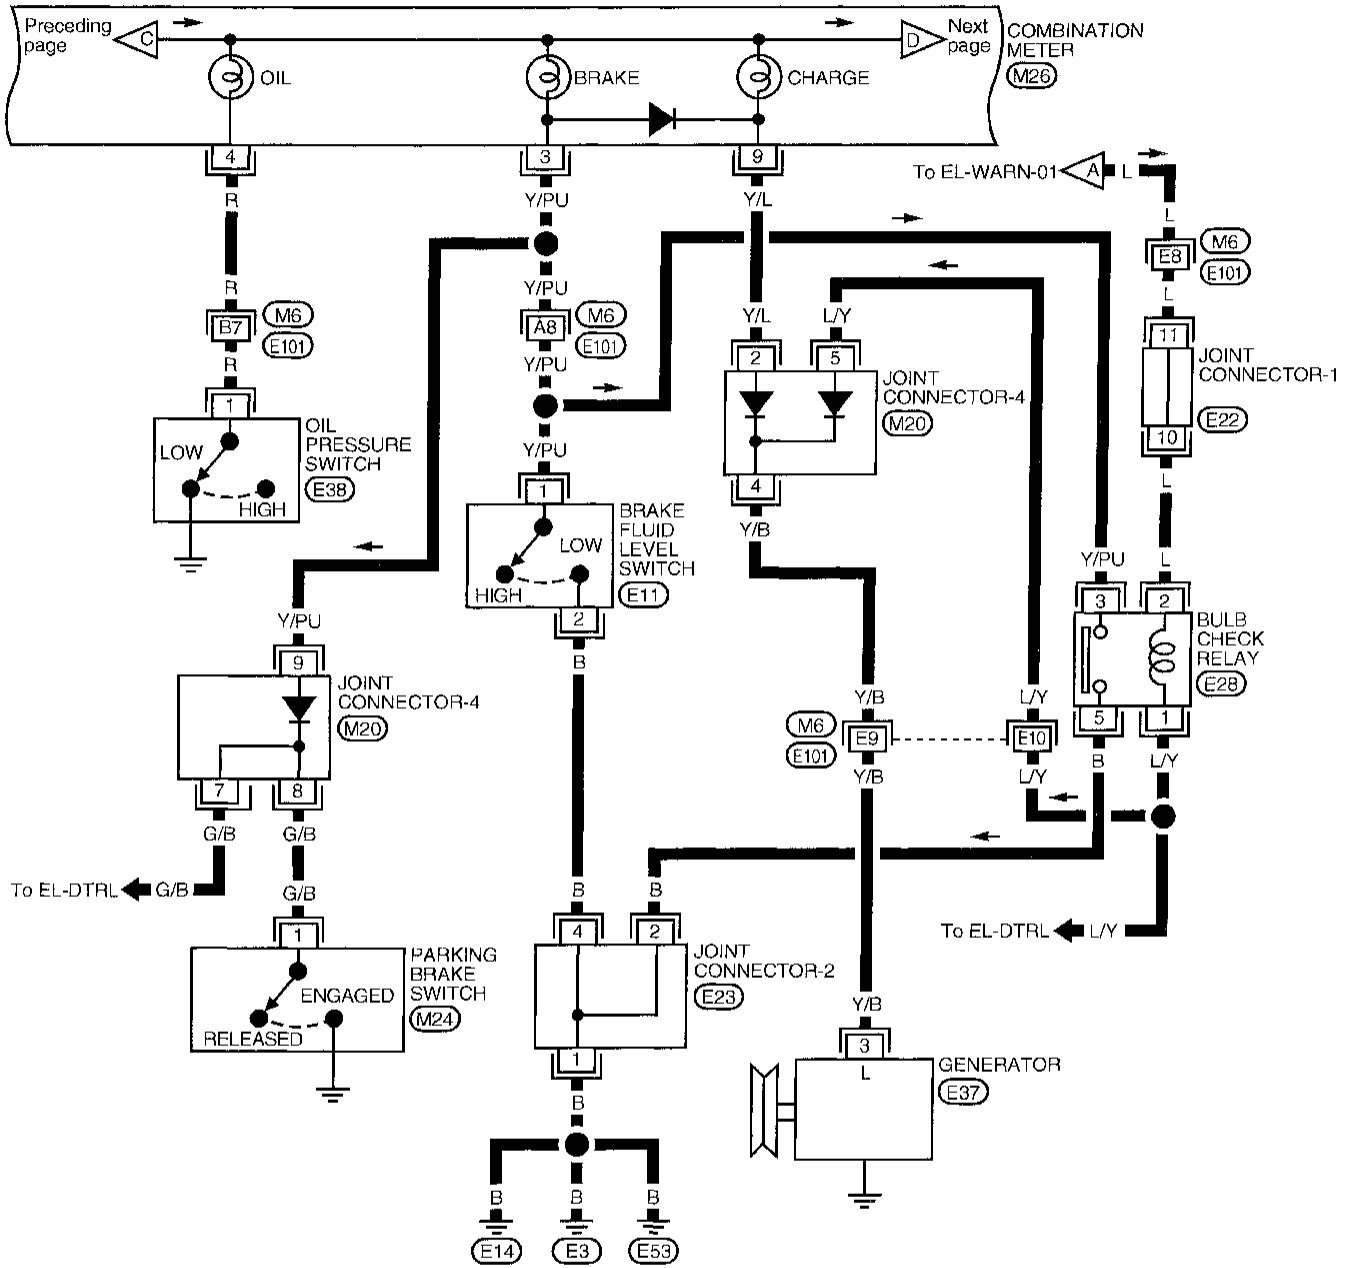 Preceding
page
C
OIL
BRAKE
CHARGE
D
Next
page
COMBINATION
METER
M26
4
3
9
To EL-WARN-01
A
L
R
Y/PU
Y/L
L
M6
E8
E101
R
Y/PU
L
B7
M6
E101
A8
M6
E101
Y/L
L/Y
11
R
Y/PU
2
5
JOINT
CONNECTOR-1
E22
10
1
OIL
PRESSURE
SWITCH
E38
LOW
HIGH
JOINT
CONNECTOR-4
M20
4
Y/PU
L
1
BRAKE
FLUID
LEVEL
SWITCH
E11
LOW
HIGH
2
Y/B
Y/PU
L
3
2
BULB
CHECK
RELAY
E28
5
1
Y/PU
9
JOINT
CONNECTOR-4
M20
7
8
B
Y/B
L/Y
M6
E101
E9
E10
Y/B
L/Y
B
L/Y
G/B
G/B
To EL-DTRL
G/B
G/B
B
B
To EL-DTRL
L/Y
1
PARKING
BRAKE
SWITCH
M24
ENGAGED
RELEASED
4
2
JOINT
CONNECTOR-2
E23
1
Y/B
3
L
GENERATOR
E37
B
B
B
B
E14
E3
E53